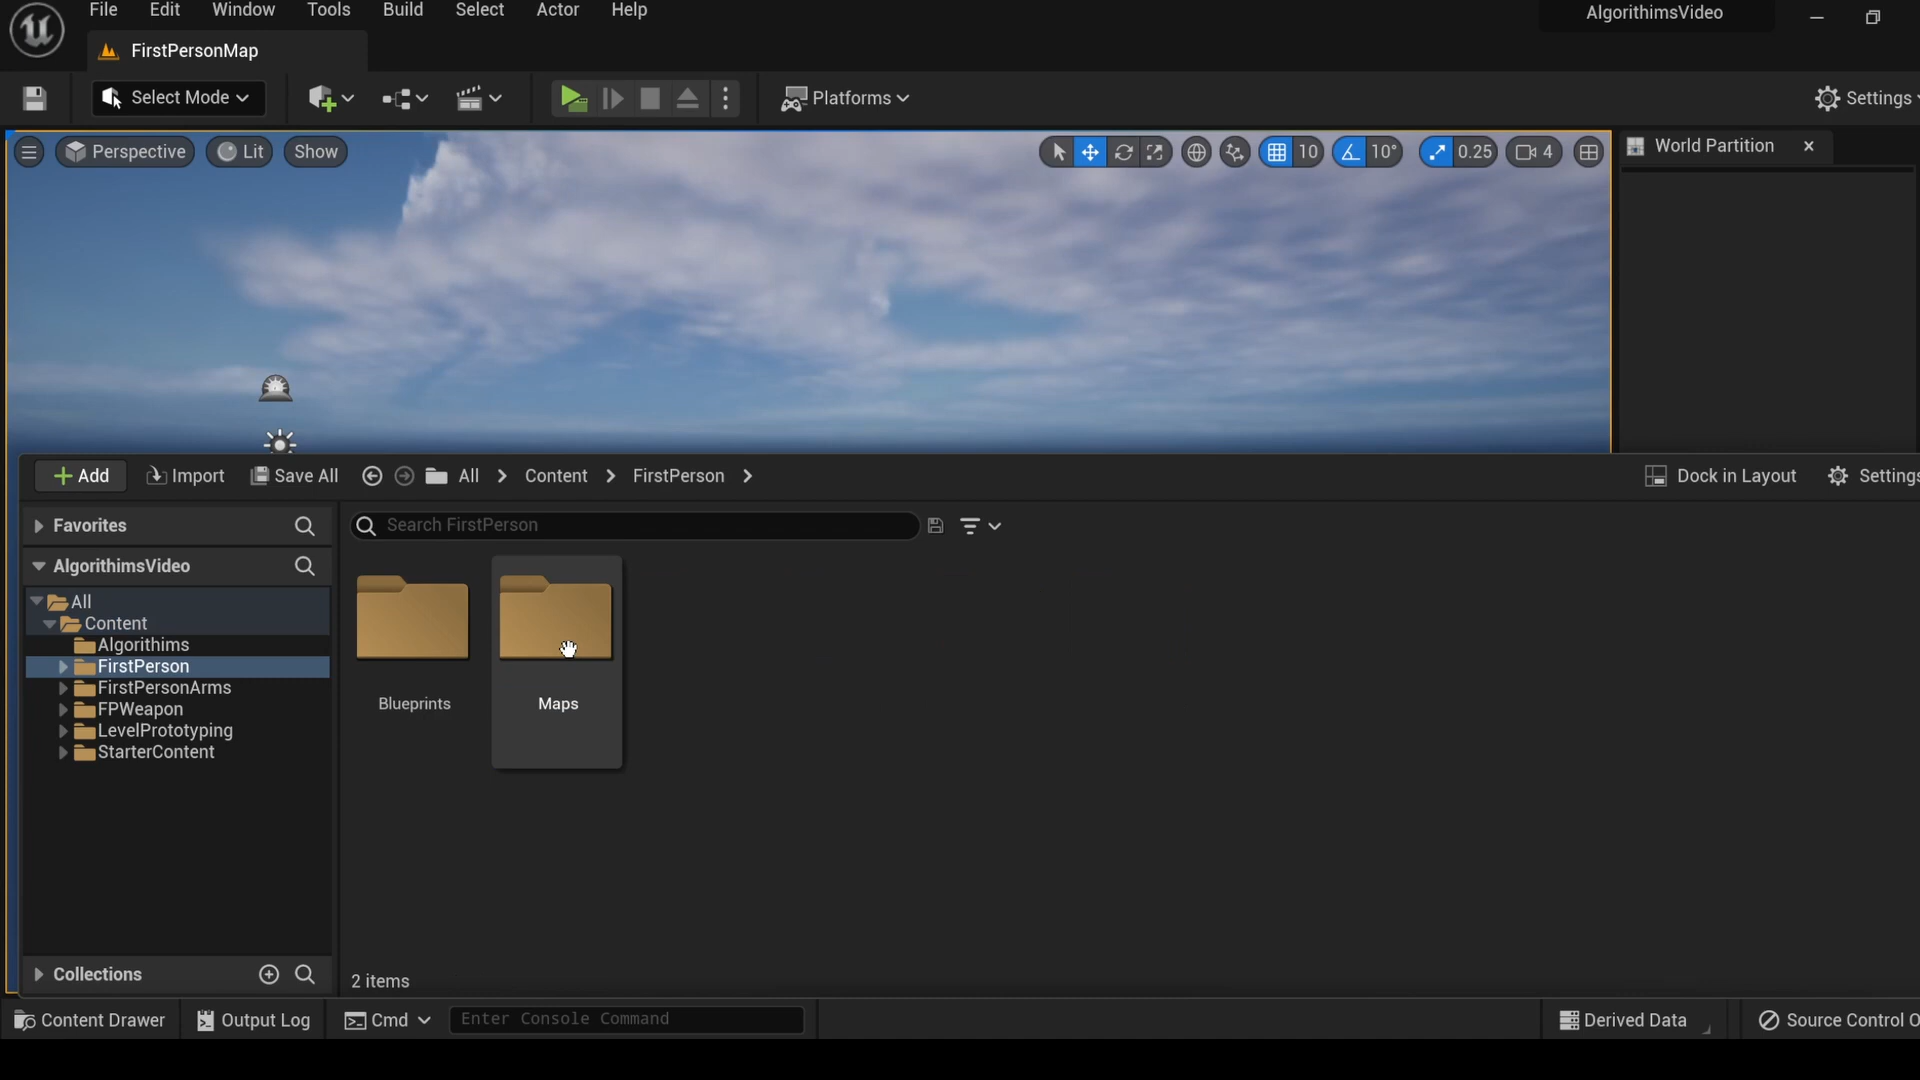 File Edit Window Tools Build Select Actor Help
AlgorithimsVideo
FirstPersonMap
Select Mode
Platforms
Settings
Perspective Lit Show
10 10° 0.25 4
World Partition
Add Import Save All All Content FirstPerson
Dock in Layout Settings
Favorites
Search FirstPerson
AlgorithimsVideo
All
Content
Algorithims
FirstPerson
FirstPersonArms
FPWeapon
LevelPrototyping
StarterContent
Blueprints
Maps
Collections
2 items
Content Drawer Output Log Cmd Enter Console Command
Derived Data Source Control O